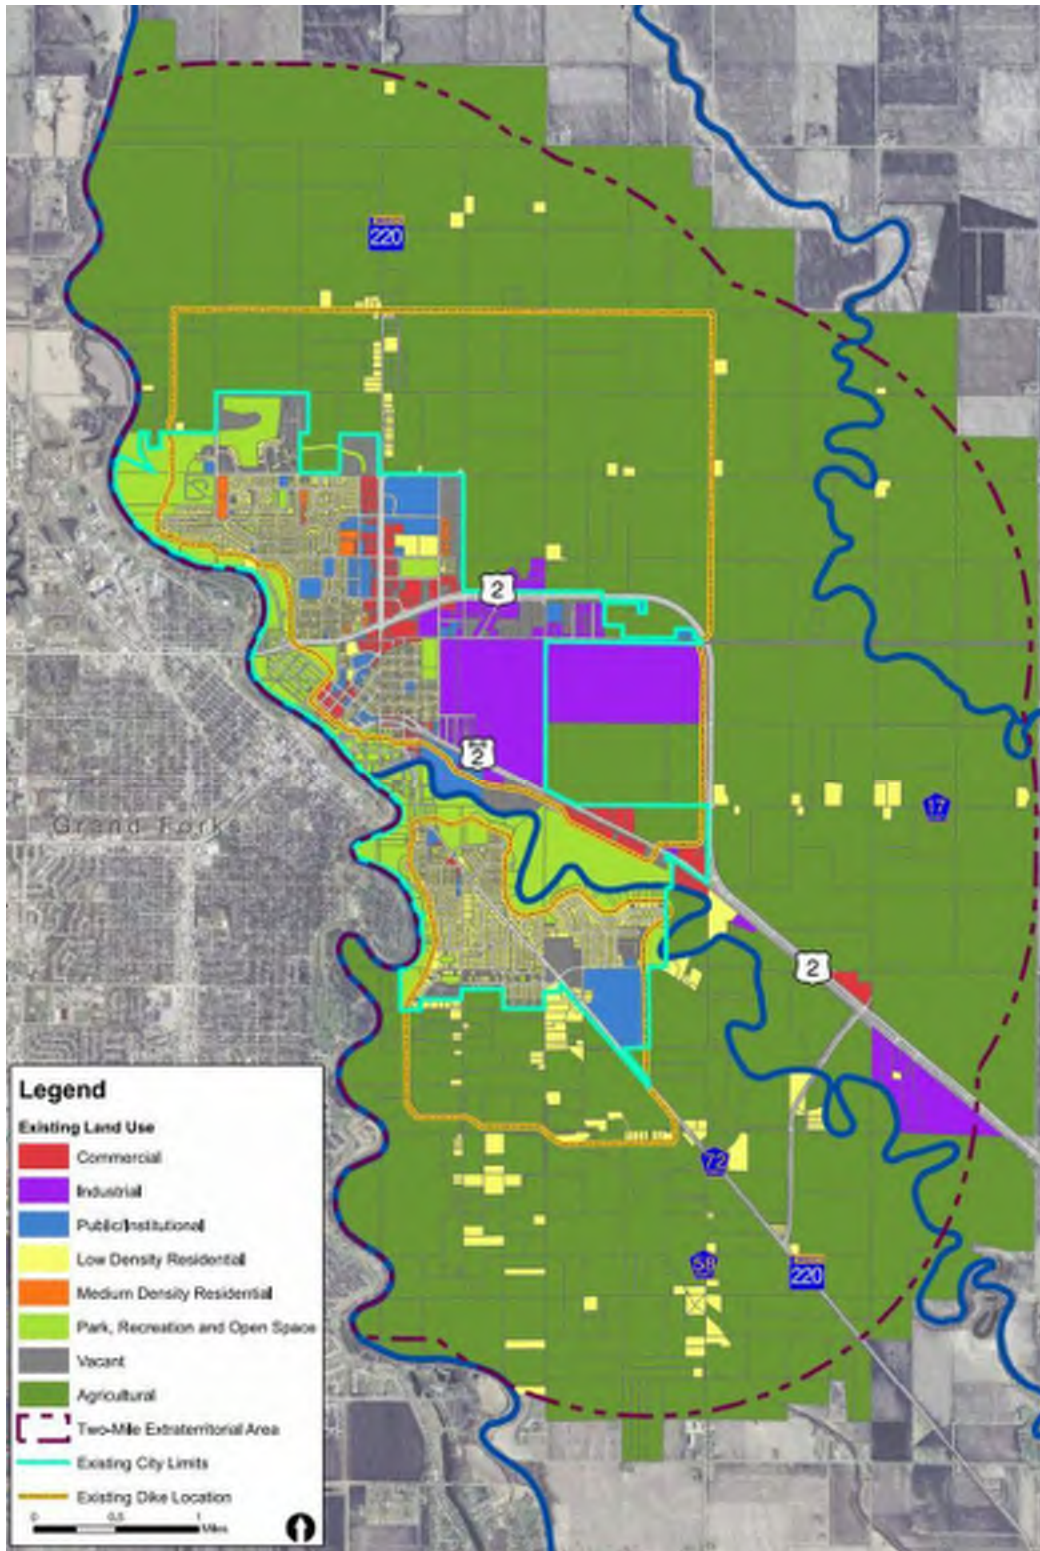 220
2
2
17
Grand Forks
2
72
58
220
Legend
Existing Land Use
Commercial
Industrial
Public/Institutional
Low Density Residential
Medium Density Residential
Park, Recreation and Open Space
Vacant
Agricultural
Two-Mile Extraterritorial Area
Existing City Limits
Existing Dike Location
0 0.5 1
Miles